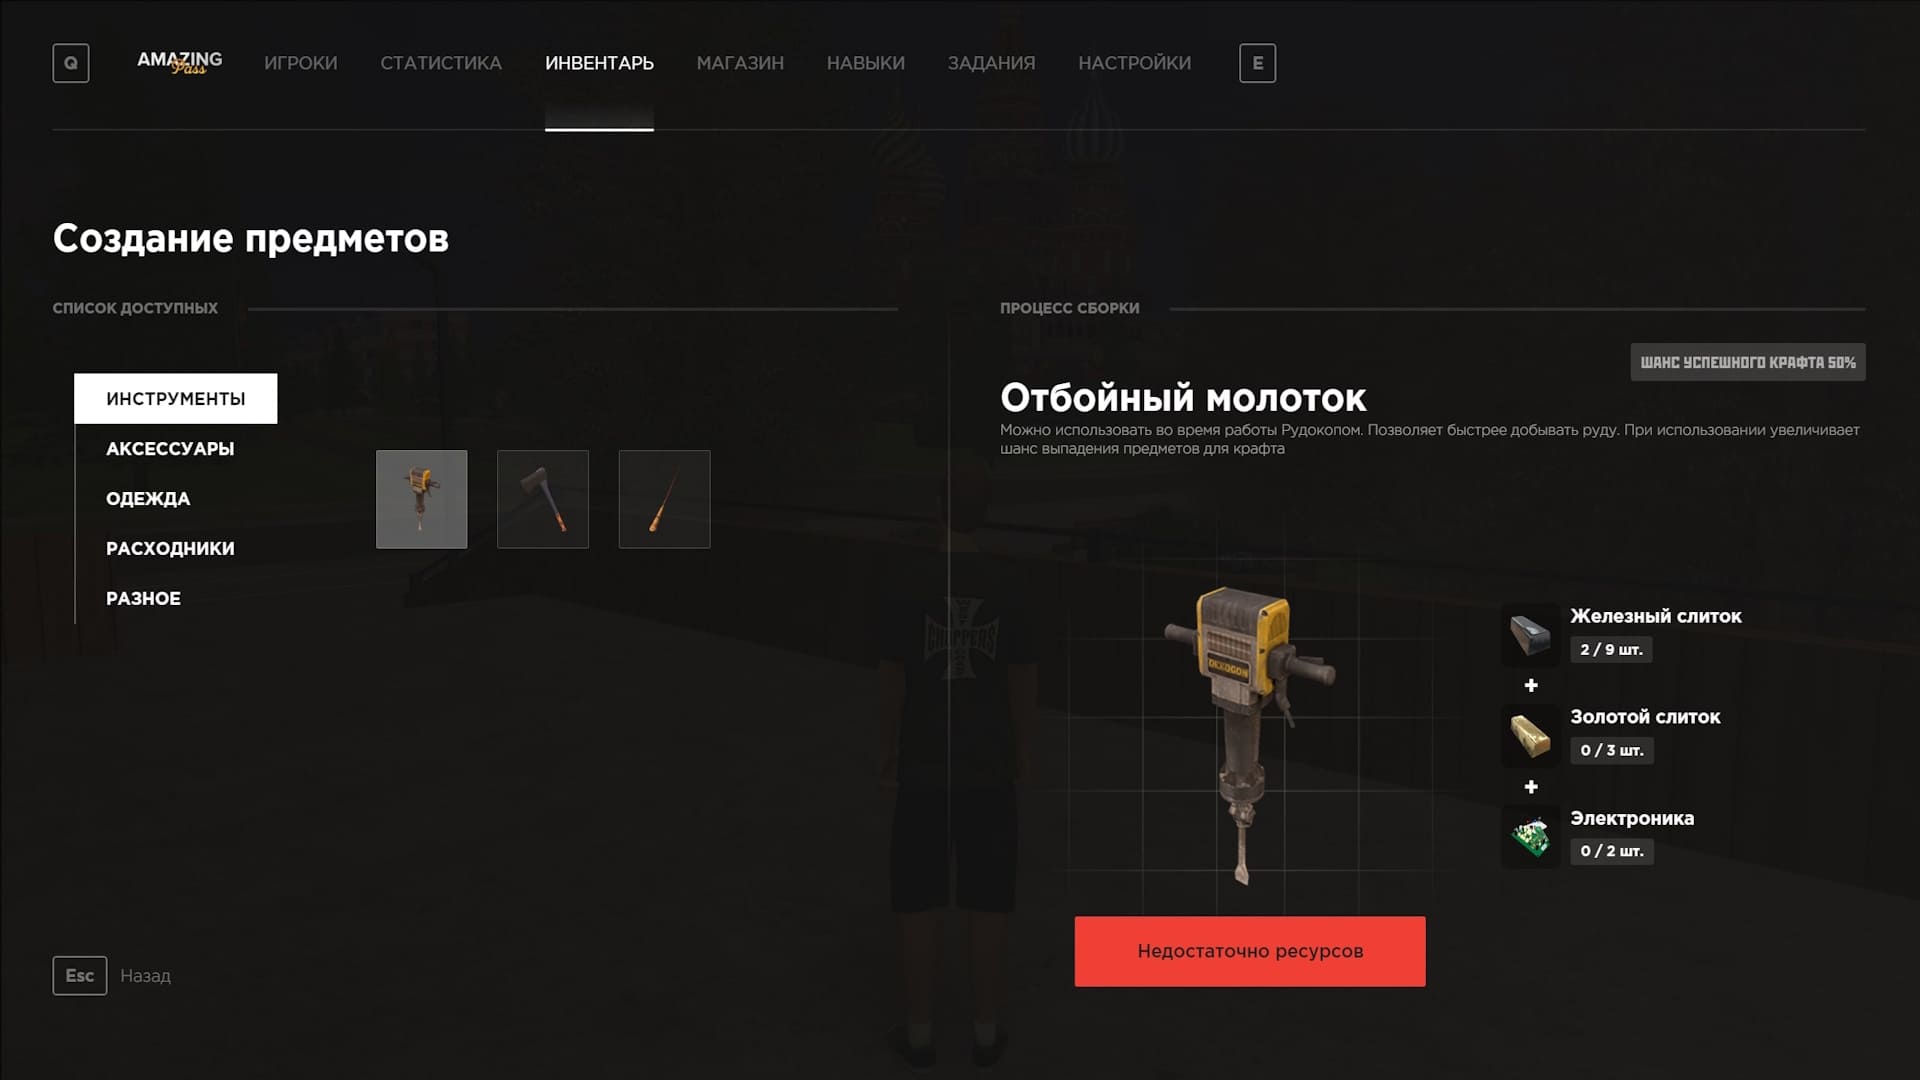 Q
AMAZING
Pass
ИГРОКИ
СТАТИСТИКА
ИНВЕНТАРЬ
МАГАЗИН
НАВЫКИ
ЗАДАНИЯ
НАСТРОЙКИ
E
Создание предметов
СПИСОК ДОСТУПНЫХ
ИНСТРУМЕНТЫ
АКСЕССУАРЫ
ОДЕЖДА
РАСХОДНИКИ
РАЗНОЕ
ПРОЦЕСС СБОРКИ
ШАНС УСПЕШНОГО КРАФТА 50%
Отбойный молоток
Можно использовать во время работы Рудокопом. Позволяет быстрее добывать руду. При использовании увеличивает
шанс выпадения предметов для крафта
DEKOGON
CHOPPERS
Железный слиток
2 / 9 шт.
+
Золотой слиток
0 / 3 шт.
+
Электроника
0 / 2 шт.
Недостаточно ресурсов
Esc
Назад